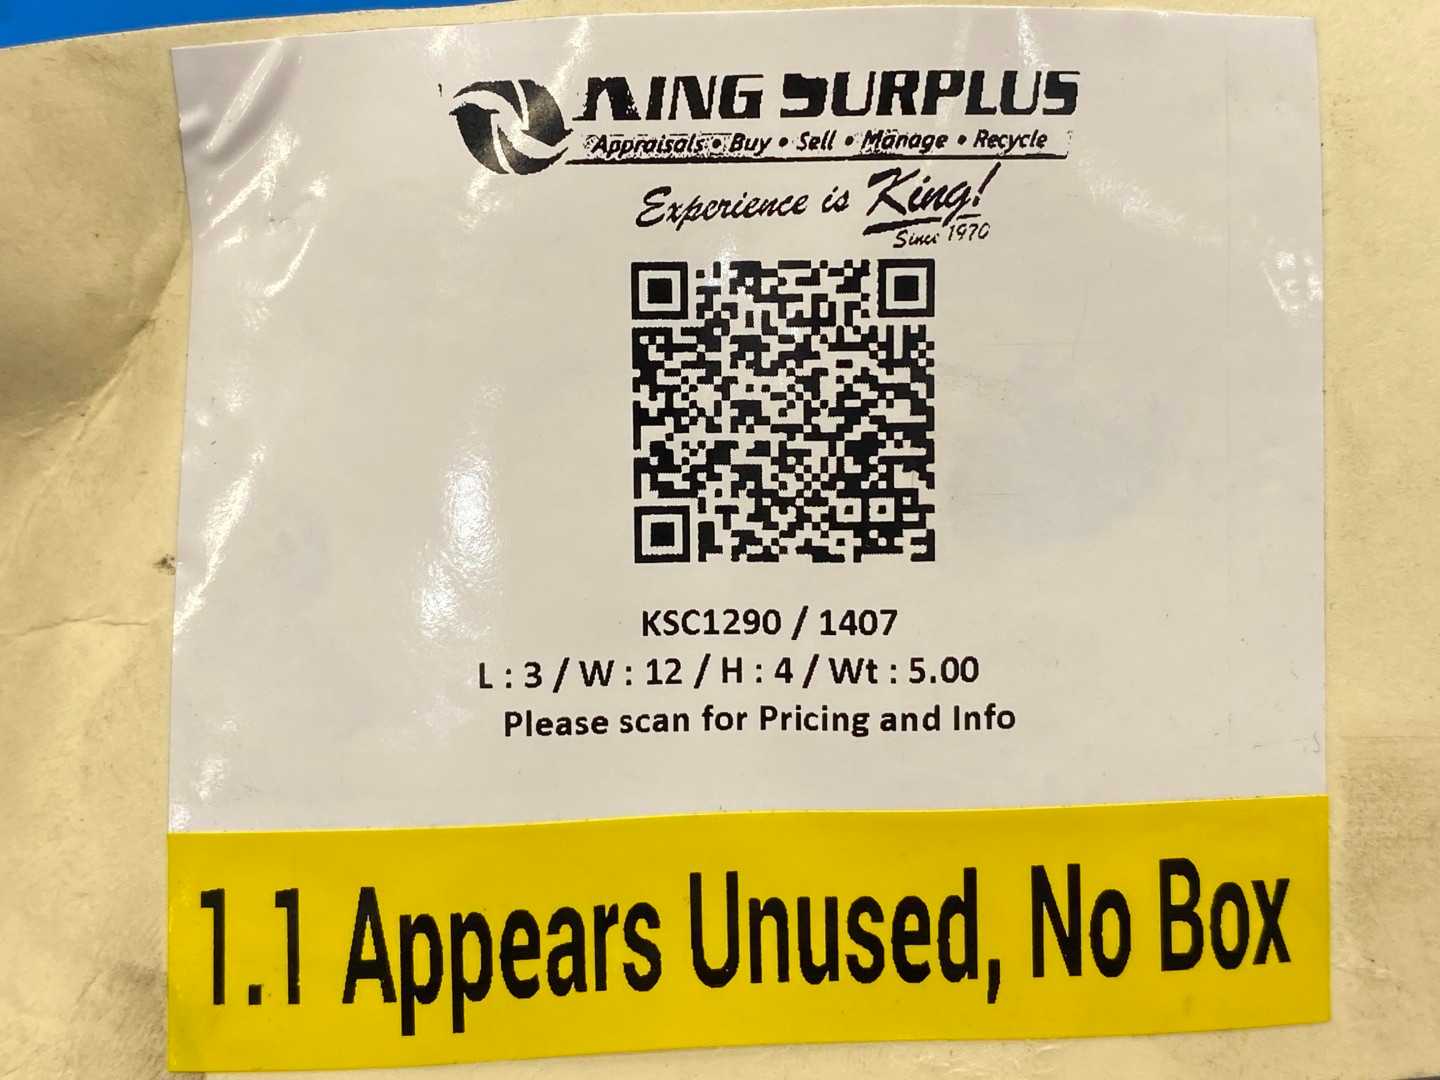 KING SURPLUS
Appraisals • Buy • Sell • Manage • Recycle
Experience is King!
Since 1970
KSC1290 / 1407
L : 3 / W : 12 / H : 4 / Wt : 5.00
Please scan for Pricing and Info
1.1 Appears Unused, No Box